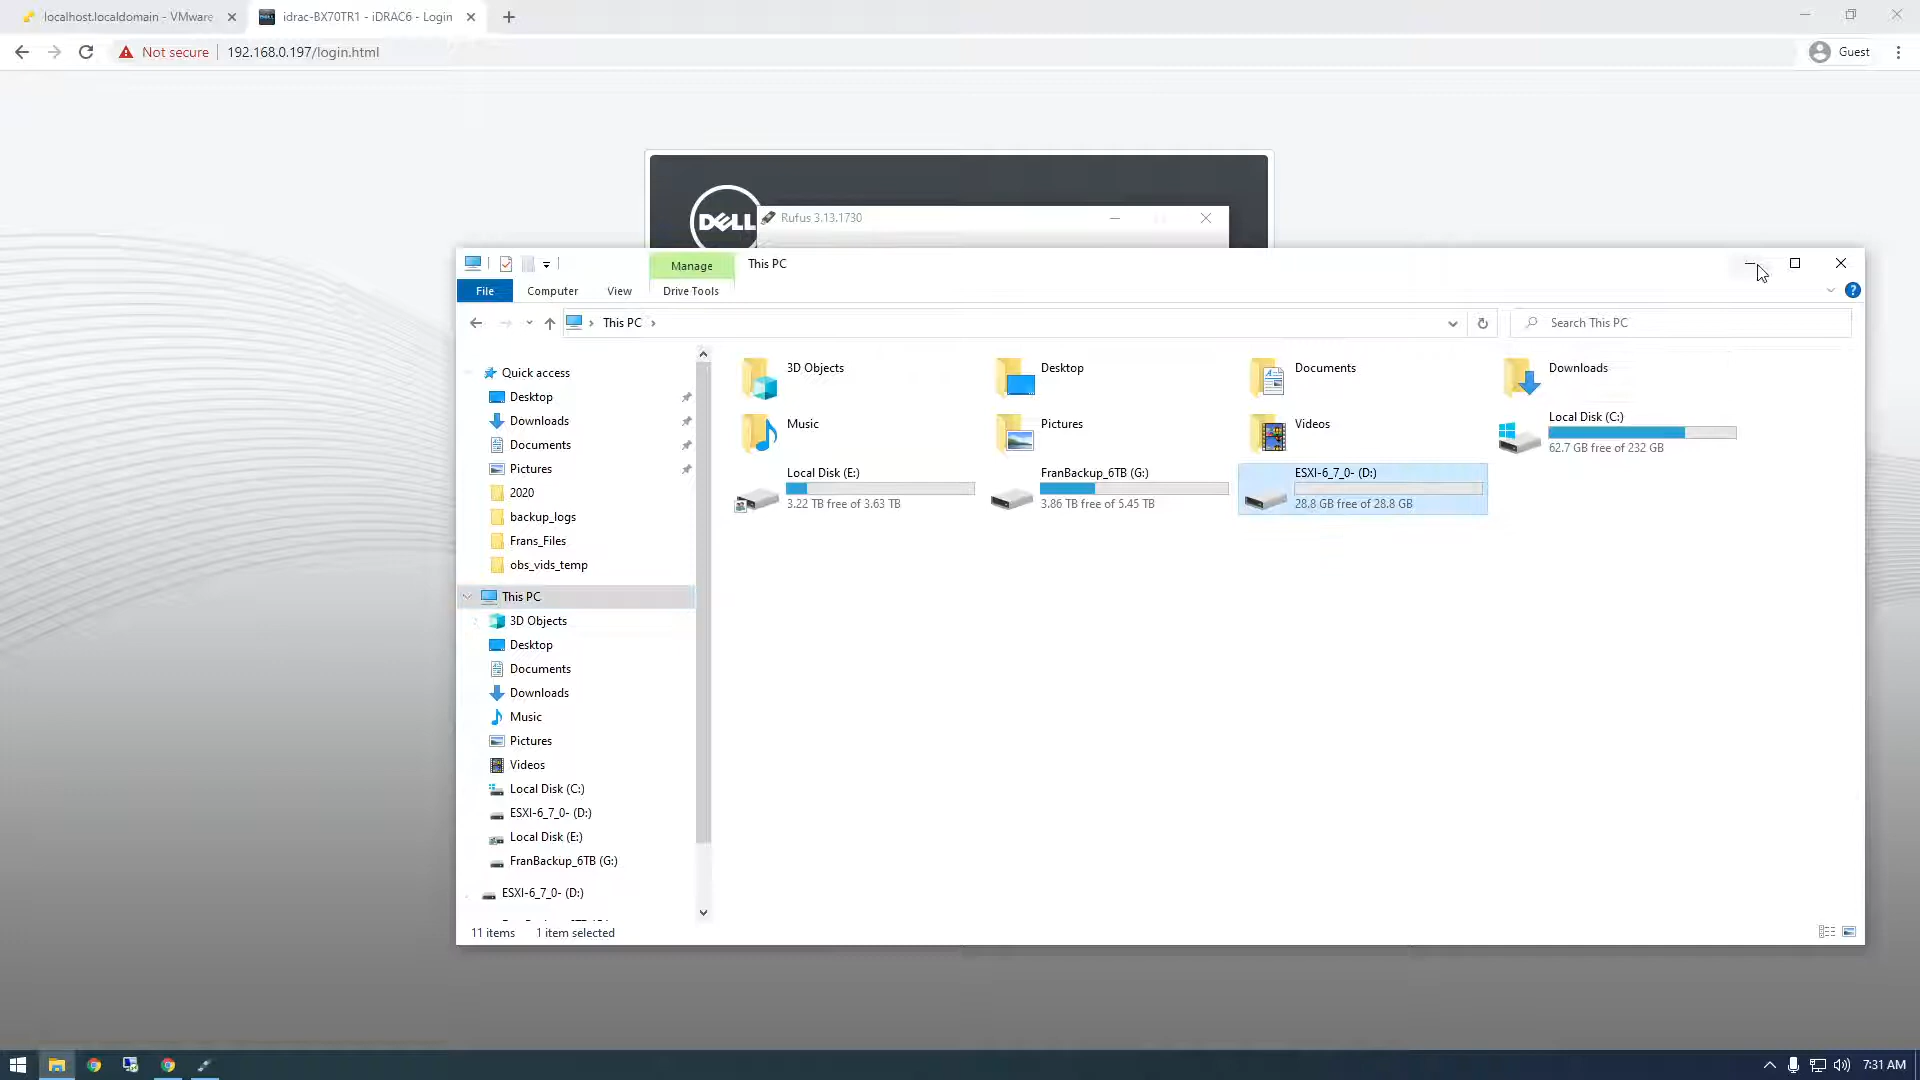 localhost.localdomain - VMware
idrac-BX70TR1 - iDRAC6 - Login
Not secure
192.168.0.197/login.html
Guest
DELL
Rufus 3.13.1730
Manage
This PC
File
Computer
View
Drive Tools
?
This PC
Search This PC
Quick access
Desktop
Downloads
Documents
Pictures
2020
backup_logs
Frans_Files
obs_vids_temp
This PC
3D Objects
Desktop
Documents
Downloads
Music
Pictures
Videos
Local Disk (C:)
ESXI-6_7_0- (D:)
Local Disk (E:)
FranBackup_6TB (G:)
ESXI-6_7_0- (D:)
3D Objects
Desktop
Documents
Downloads
Music
Pictures
Videos
Local Disk (C:)
62.7 GB free of 232 GB
Local Disk (E:)
3.22 TB free of 3.63 TB
FranBackup_6TB (G:)
3.86 TB free of 5.45 TB
ESXI-6_7_0- (D:)
28.8 GB free of 28.8 GB
11 items
1 item selected
7:31 AM